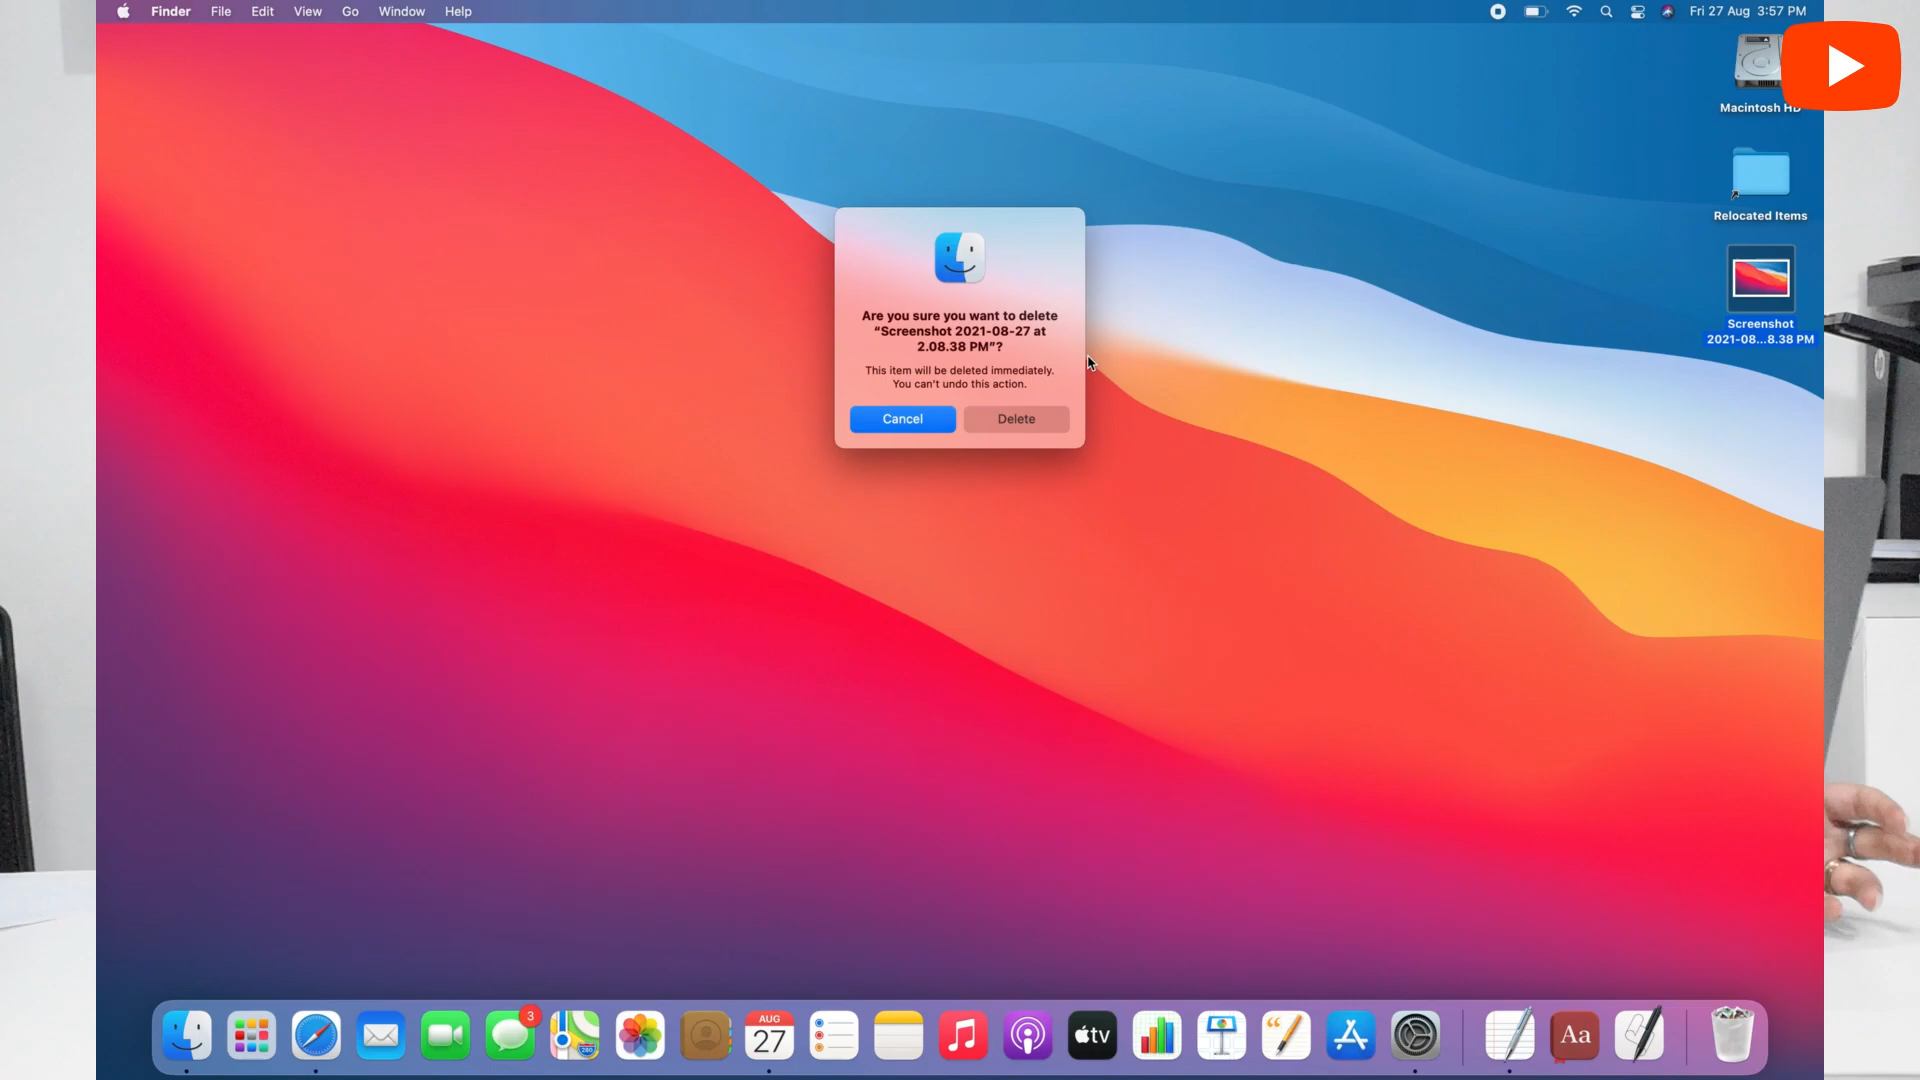 Finder File Edit View Go Window Help Fri 27 Aug 3:57 PM
Macintosh HD
Relocated Items
Screenshot
2021-08...8.38 PM
Are you sure you want to delete
“Screenshot 2021-08-27 at
2.08.38 PM”?
This item will be deleted immediately.
You can't undo this action.
Cancel Delete
3
AUG
27
280
tv
Aa